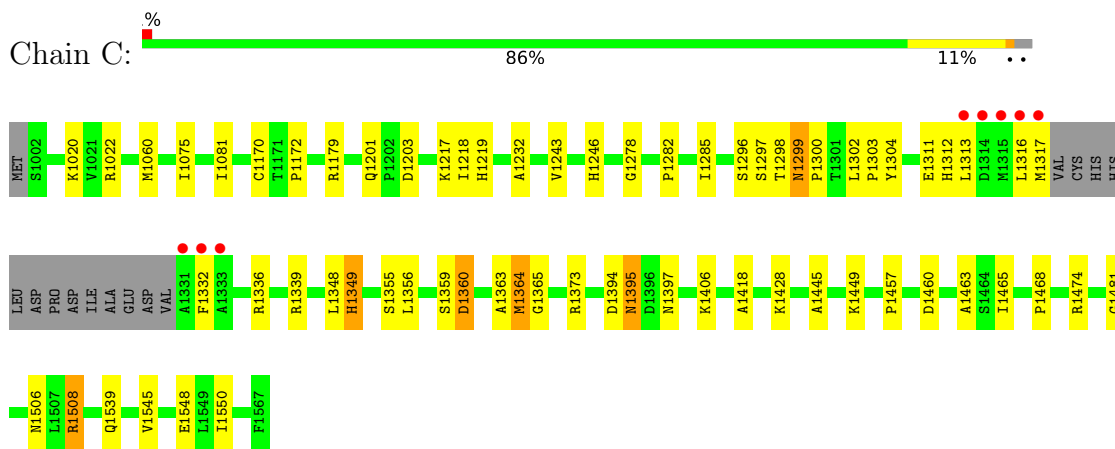 %
Chain C:
86%
11%
MET S1002 K1020 V1021 R1022 M1060 I1075 I1081 C1170 T1171 P1172 R1179 Q1201 P1202 D1203 K1217 I1218 H1219 A1232 V1243 H1246 G1278 P1282 I1285 S1296 S1297 T1298 N1299 P1300 T1301 L1302 P1303 Y1304 E1311 H1312 L1313 D1314 M1315 L1316 M1317 VAL CYS HIS HIS
LEU ASP PRO ASP ILE ALA GLU ASP VAL A1331 F1332 A1333 R1336 R1339 L1348 H1349 S1355 L1356 S1359 D1360 A1363 M1364 G1365 R1373 D1394 N1395 D1396 N1397 K1406 A1418 K1428 A1445 K1449 P1457 D1460 A1463 S1464 I1465 P1468 R1474 G1481
N1506 L1507 R1508 Q1539 V1545 E1548 L1549 I1550 F1567